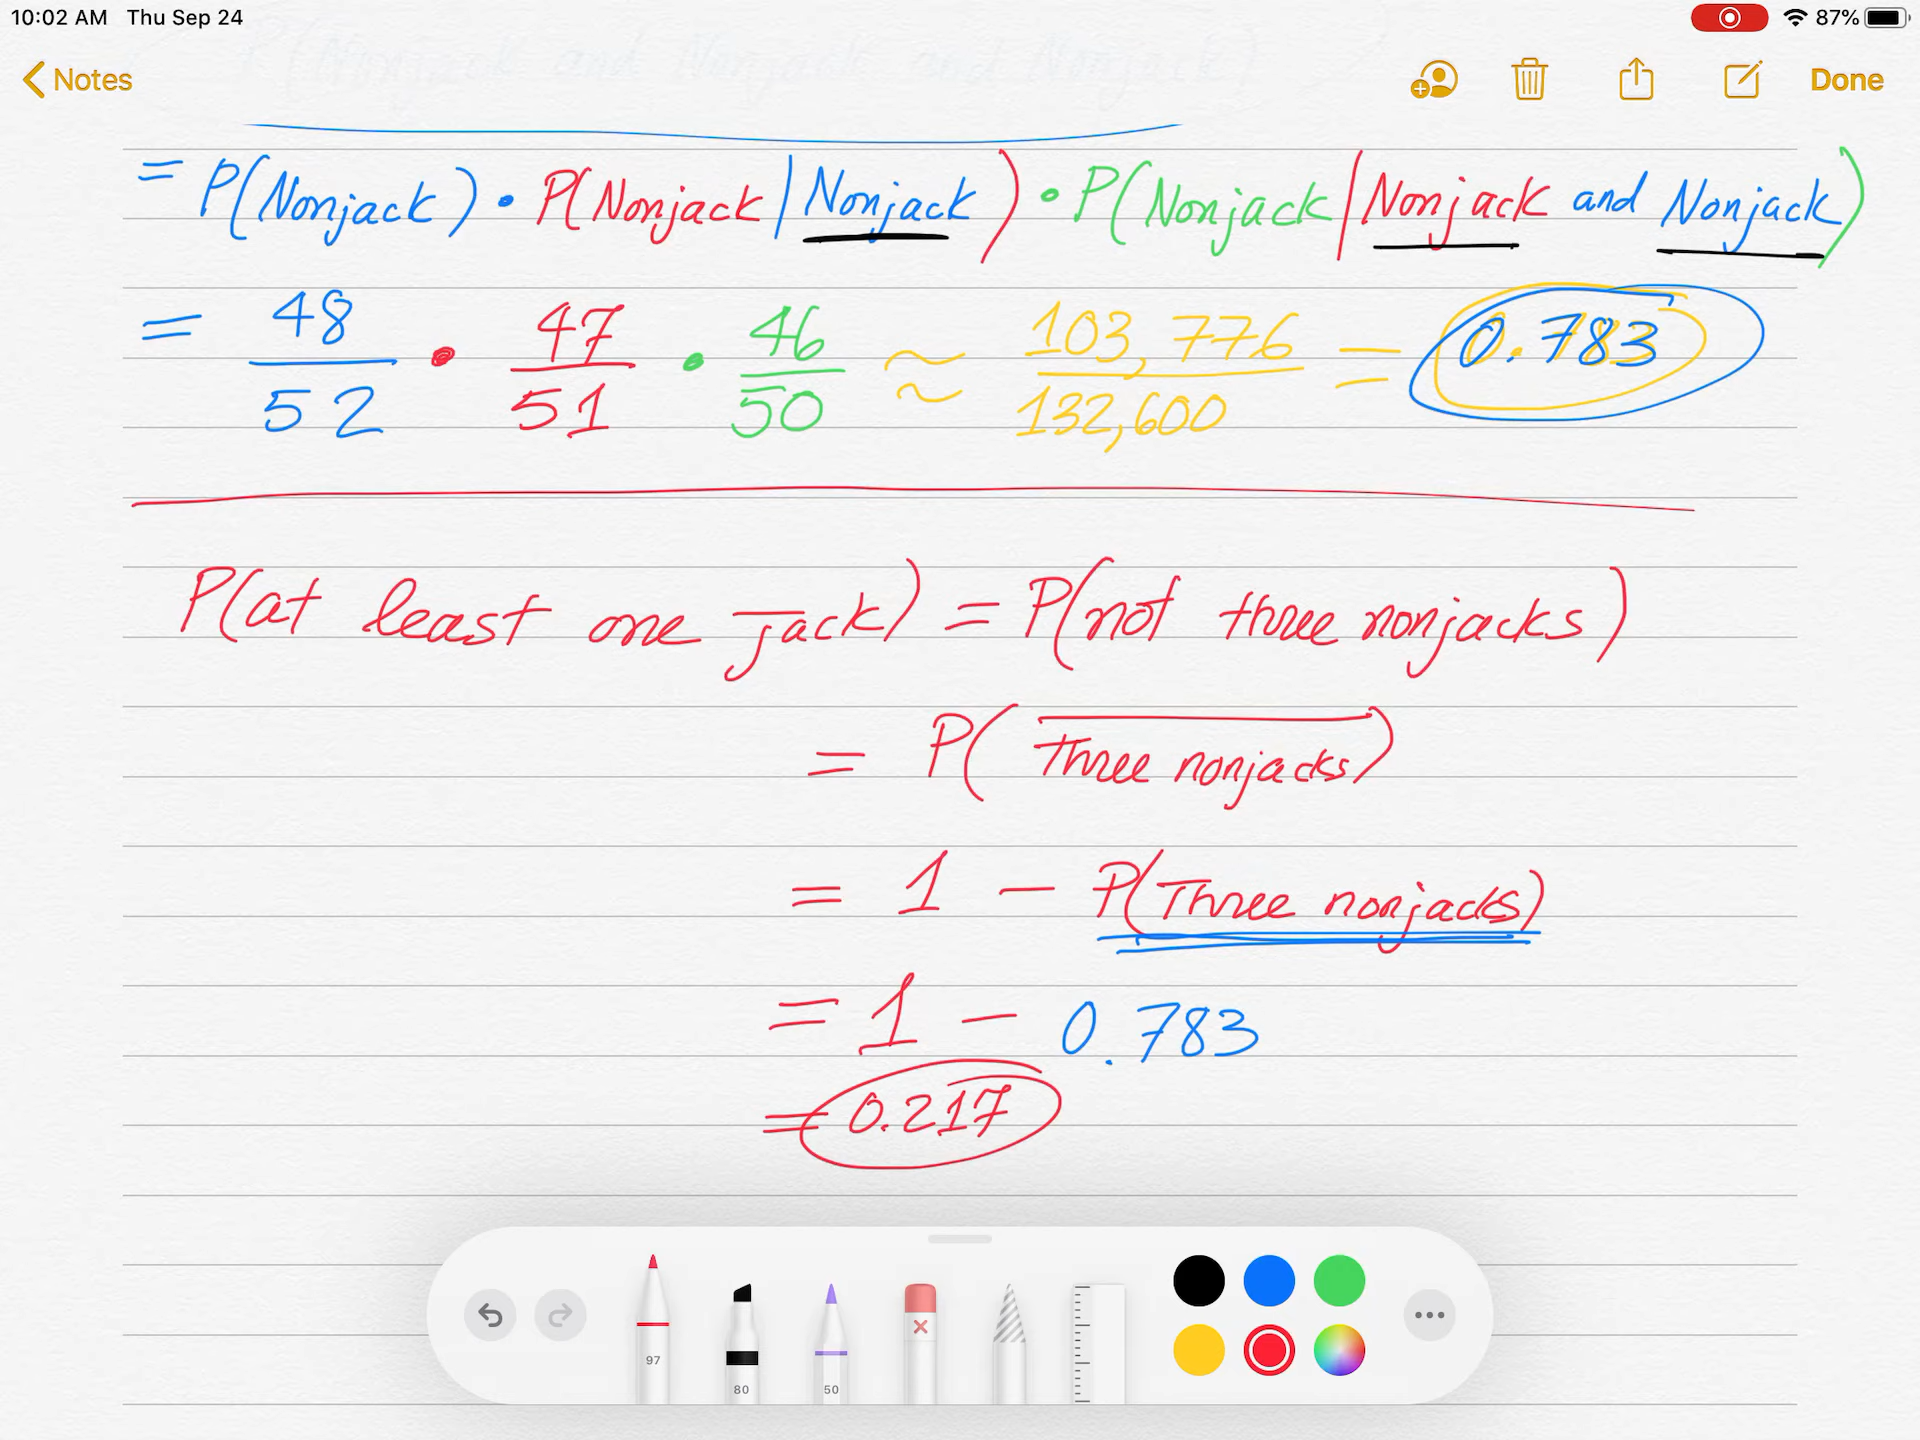 10:02 AM Thu Sep 24 87%
Notes Done
= P(Nonjack) • P(Nonjack|Nonjack) • P(Nonjack|Nonjack and Nonjack)
= 48/52 • 47/51 • 46/50 ≈ 103,776/132,600 = 0.783
P(at least one jack) = P(not three nonjacks)
= P(\overline{three nonjacks})
= 1 − P(Three nonjacks)
= 1 − 0.783
= 0.217
97 80 50